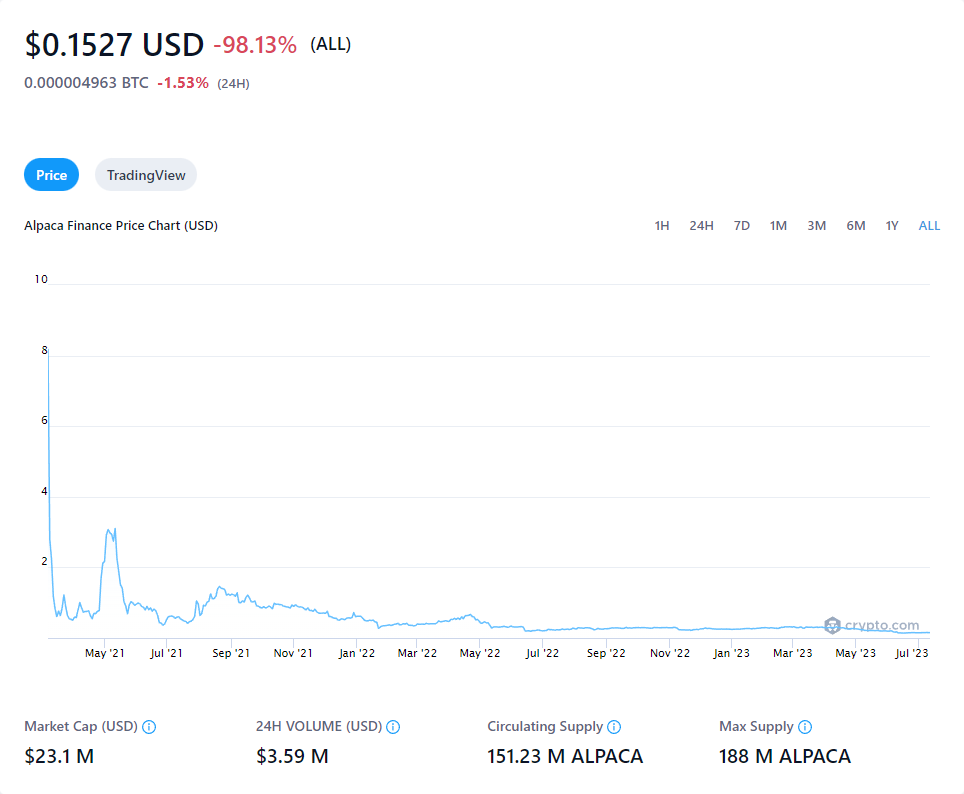 $0.1527 USD -98.13% (ALL)
0.000004963 BTC -1.53% (24H)
Price TradingView
Alpaca Finance Price Chart (USD) 1H 24H 7D 1M 3M 6M 1Y ALL
10
8
6
4
2
crypto.com
May '21 Jul '21 Sep '21 Nov '21 Jan '22 Mar '22 May '22 Jul '22 Sep '22 Nov '22 Jan '23 Mar '23 May '23 Jul '23
Market Cap (USD) 24H VOLUME (USD) Circulating Supply Max Supply
$23.1 M $3.59 M 151.23 M ALPACA 188 M ALPACA